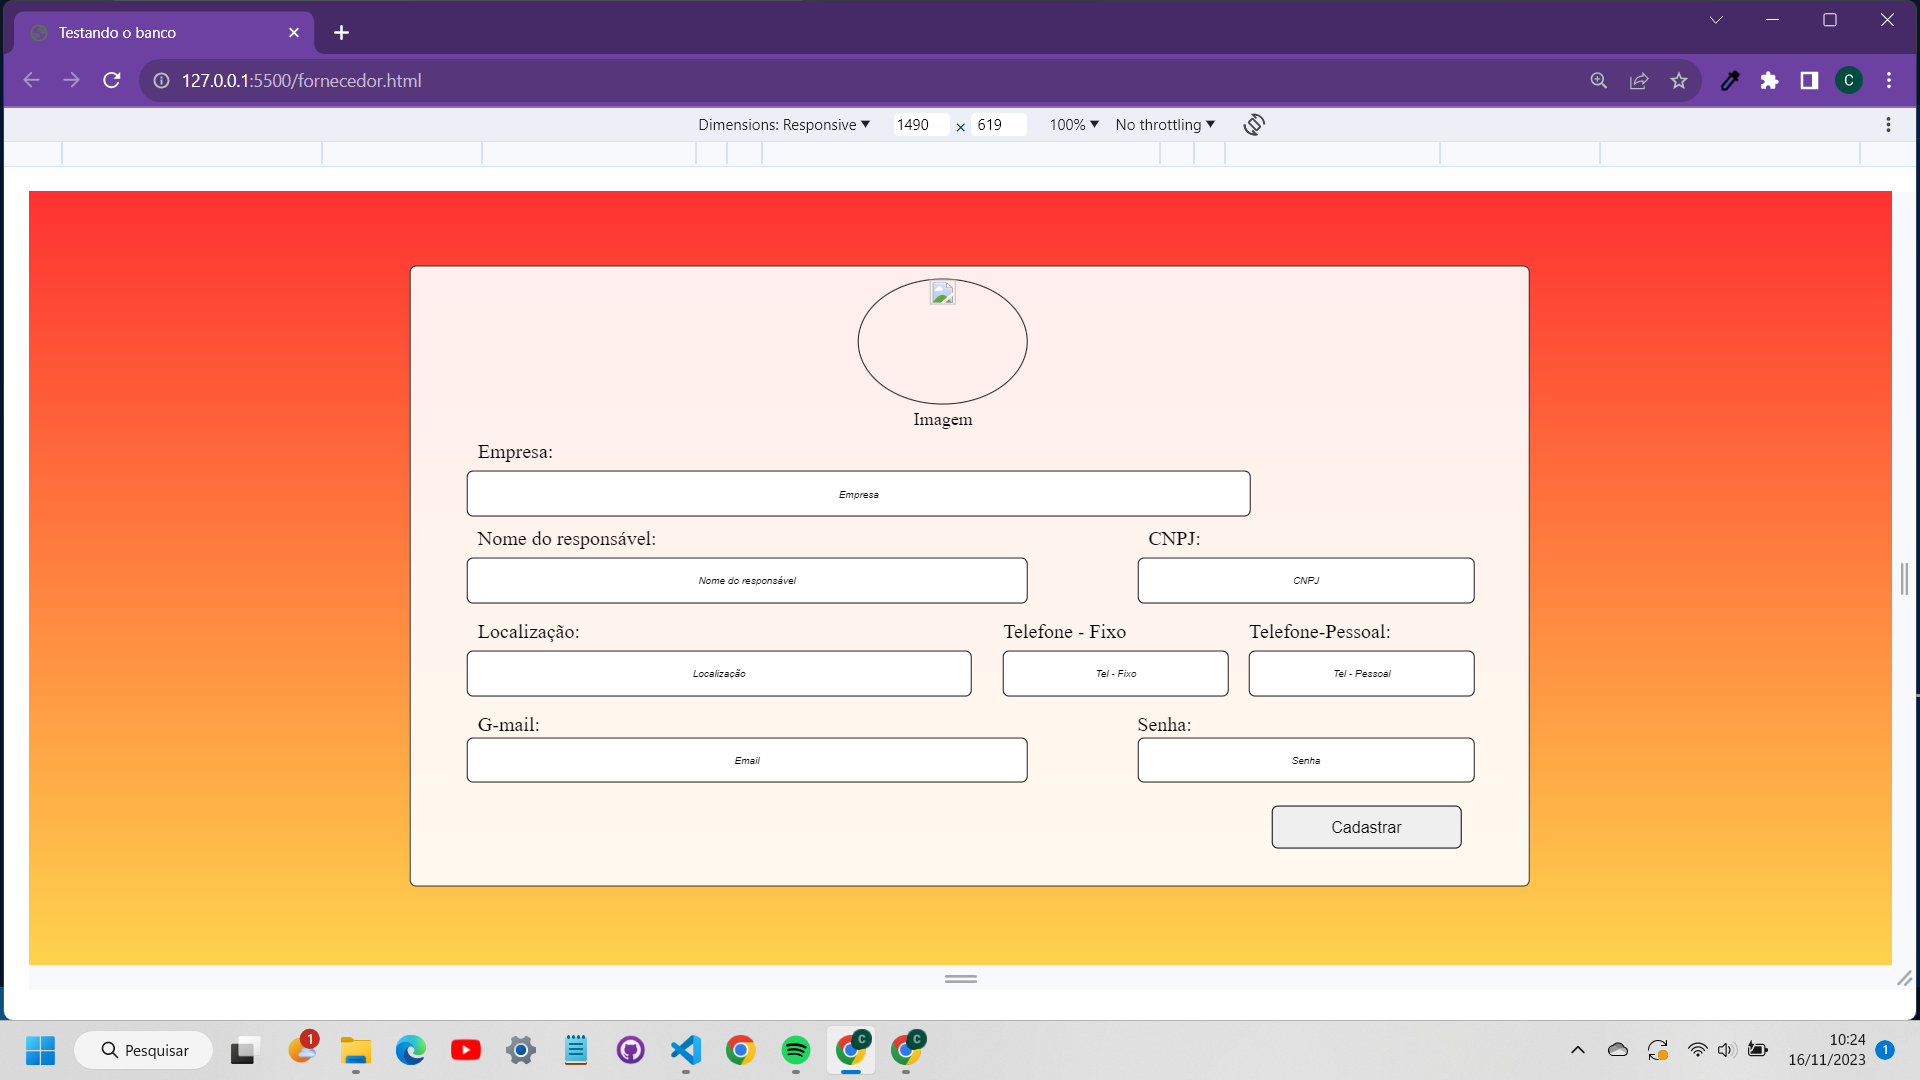 Testando o banco
127.0.0.1:5500/fornecedor.html
C
Dimensions: Responsive 1490 × 619 100% No throttling
Imagem
Empresa:
Empresa
Nome do responsável: CNPJ:
Nome do responsável CNPJ
Localização: Telefone - Fixo Telefone-Pessoal:
Localização Tel - Fixo Tel - Pessoal
G-mail: Senha:
Email Senha
Cadastrar
Pesquisar 1 C C 10:24
16/11/2023 1